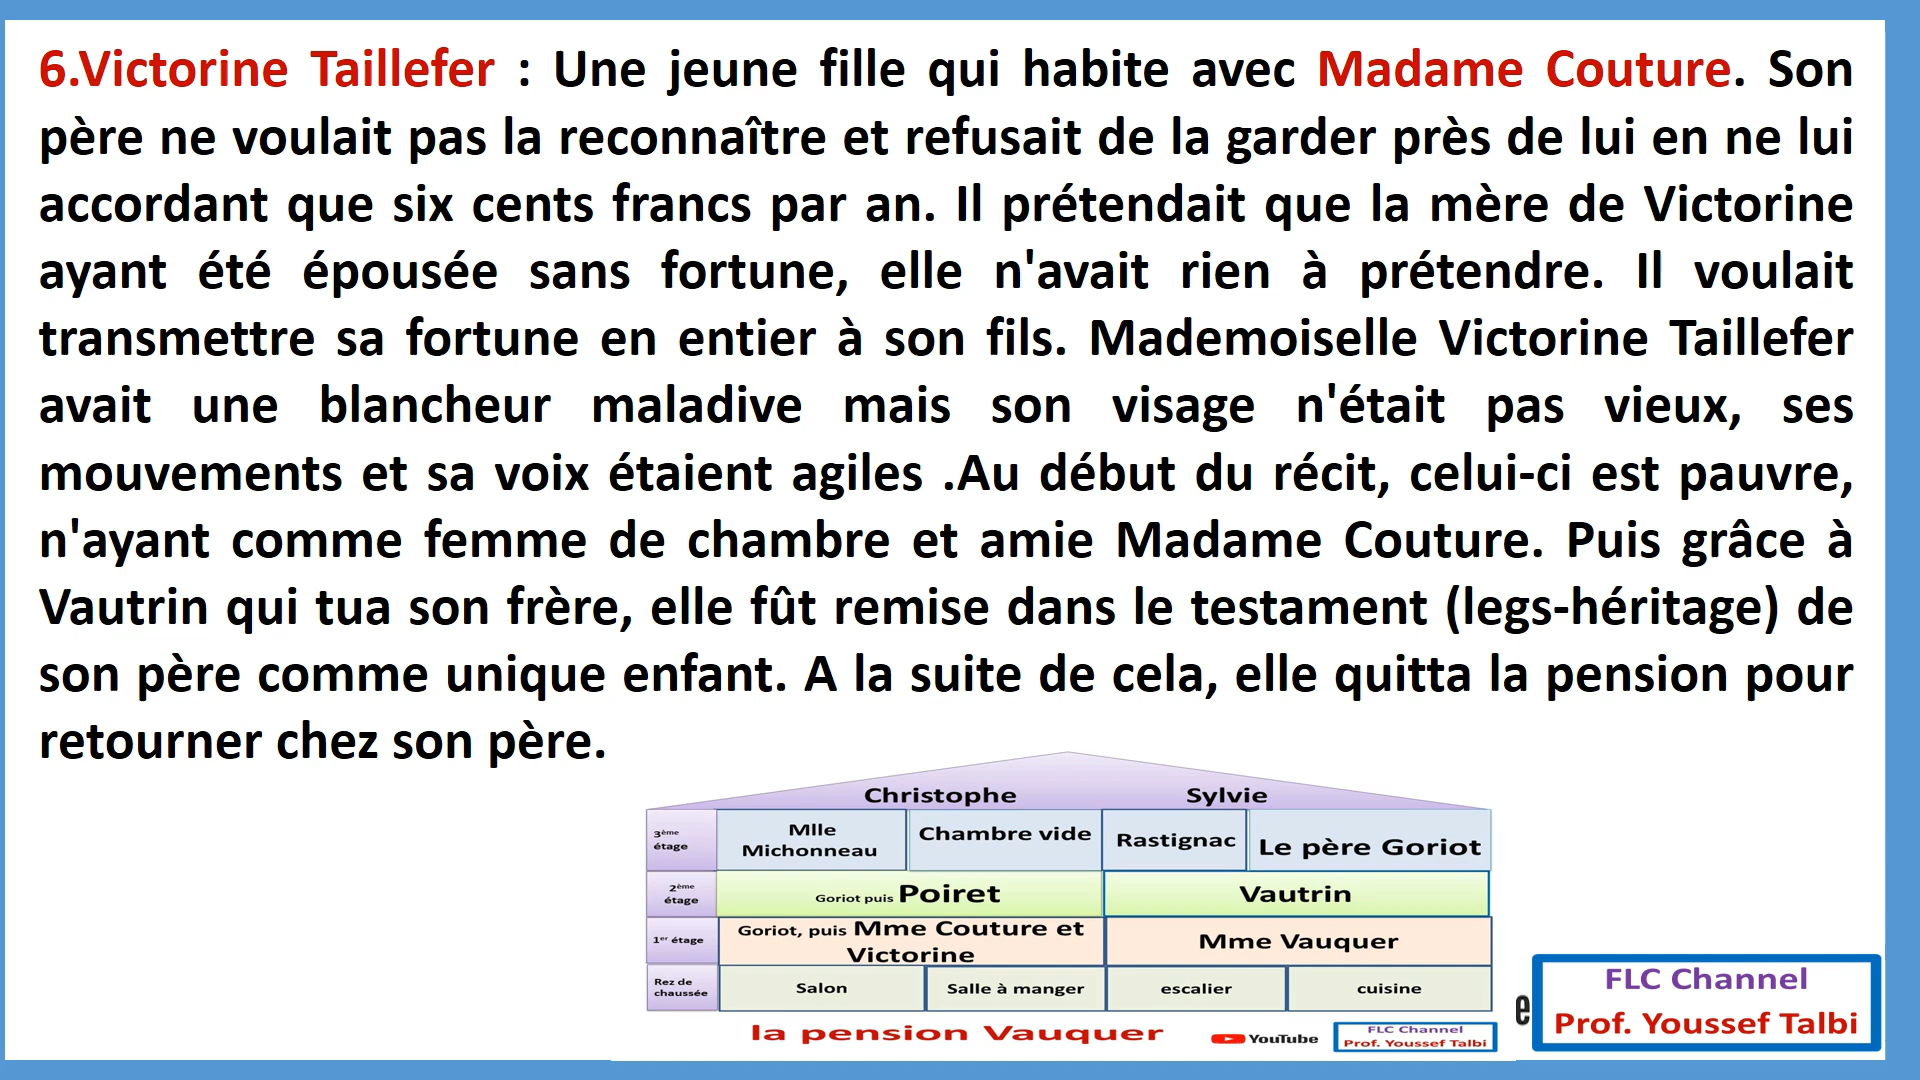 6.Victorine Taillefer : Une jeune fille qui habite avec Madame Couture. Son
père ne voulait pas la reconnaître et refusait de la garder près de lui en ne lui
accordant que six cents francs par an. Il prétendait que la mère de Victorine
ayant été épousée sans fortune, elle n'avait rien à prétendre. Il voulait
transmettre sa fortune en entier à son fils. Mademoiselle Victorine Taillefer
avait une blancheur maladive mais son visage n'était pas vieux, ses
mouvements et sa voix étaient agiles .Au début du récit, celui-ci est pauvre,
n'ayant comme femme de chambre et amie Madame Couture. Puis grâce à
Vautrin qui tua son frère, elle fût remise dans le testament (legs-héritage) de
son père comme unique enfant. A la suite de cela, elle quitta la pension pour
retourner chez son père.
Christophe Sylvie
3ème étage
Mlle Michonneau
Chambre vide
Rastignac
Le père Goriot
2ème étage
Goriot puis Poiret
Vautrin
1er étage
Goriot, puis Mme Couture et
Victorine
Mme Vauquer
Rez de chaussée
Salon
Salle à manger
escalier
cuisine
la pension Vauquer
YouTube
FLC Channel
Prof. Youssef Talbi
e
FLC Channel
Prof. Youssef Talbi